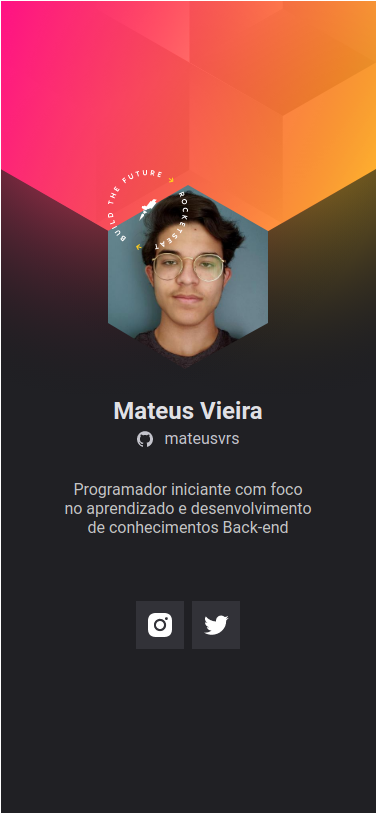 BUILD THE FUTURE
ROCKETSEAT
Mateus Vieira
mateusvrs
Programador iniciante com foco
no aprendizado e desenvolvimento
de conhecimentos Back-end